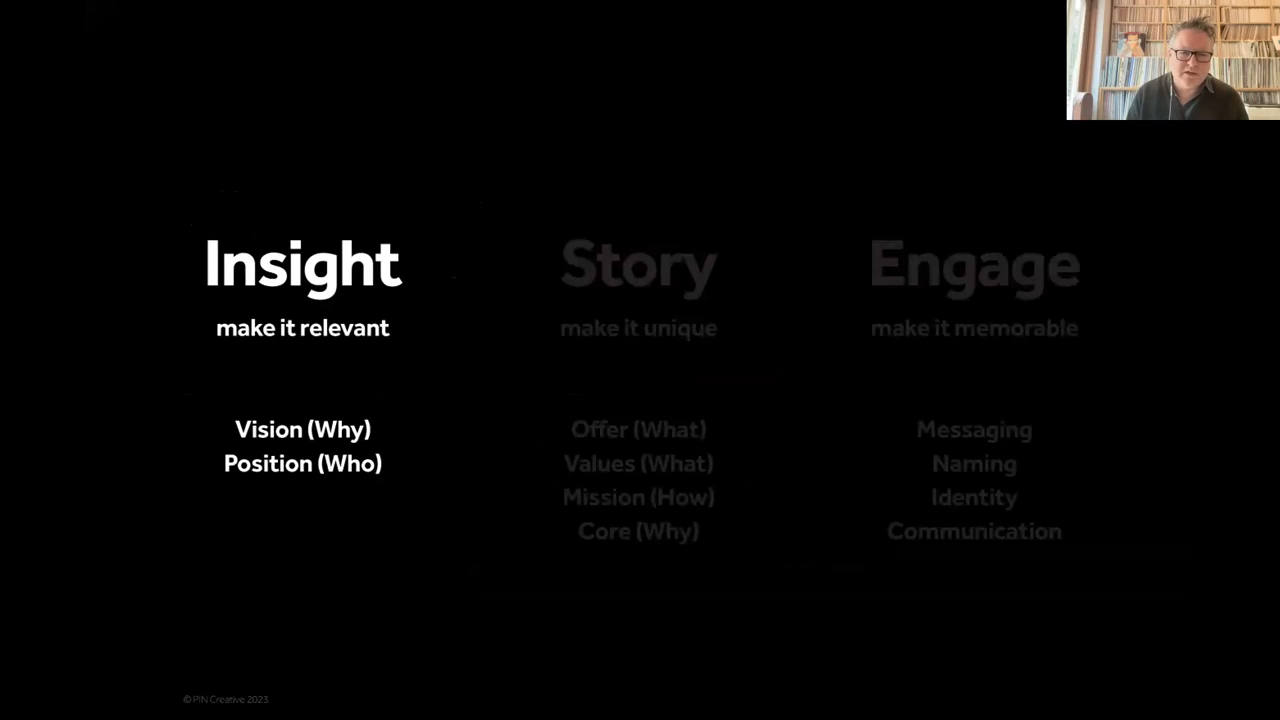 Insight
make it relevant
Vision (Why)
Position (Who)
Story
make it unique
Offer (What)
Values (What)
Mission (How)
Core (Why)
Engage
make it memorable
Messaging
Naming
Identity
Communication
© PIN Creative 2023